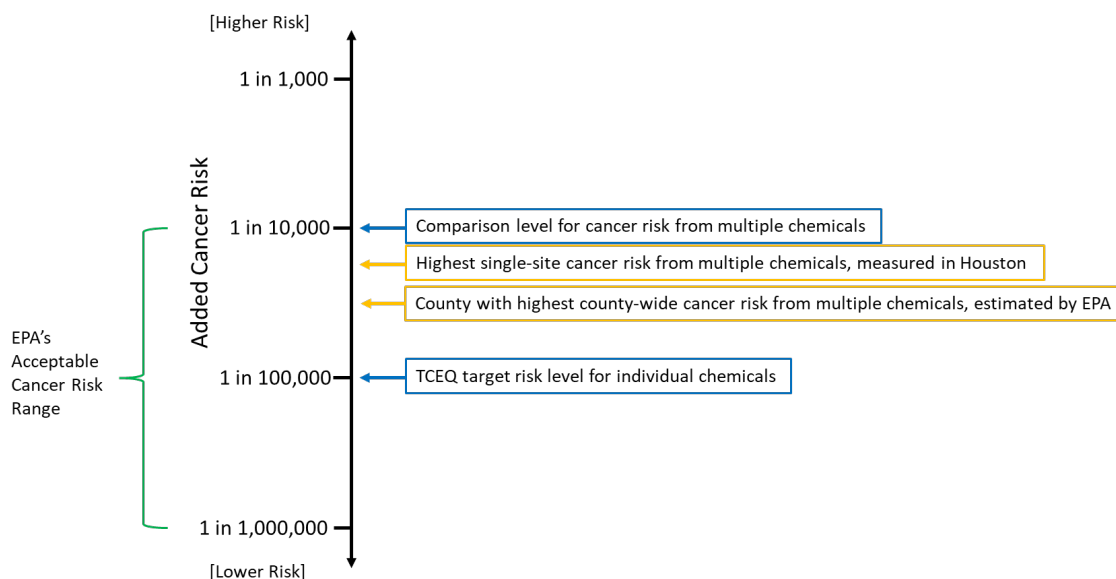 [Higher Risk]
1 in 1,000
Added Cancer Risk
1 in 10,000
Comparison level for cancer risk from multiple chemicals
Highest single-site cancer risk from multiple chemicals, measured in Houston
County with highest county-wide cancer risk from multiple chemicals, estimated by EPA
EPA's
Acceptable
Cancer Risk
Range
1 in 100,000
TCEQ target risk level for individual chemicals
1 in 1,000,000
[Lower Risk]